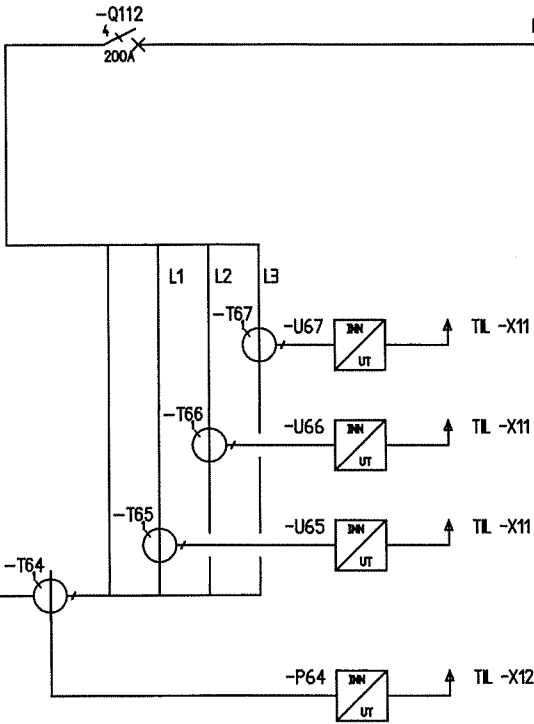 -Q112
4
200A
L1 L2 L3
-T67 -U67 INN TIL -X11
UT
-T66 -U66 INN TIL -X11
UT
-T65 -U65 INN TIL -X11
UT
-T64
-P64 INN TIL -X12
UT